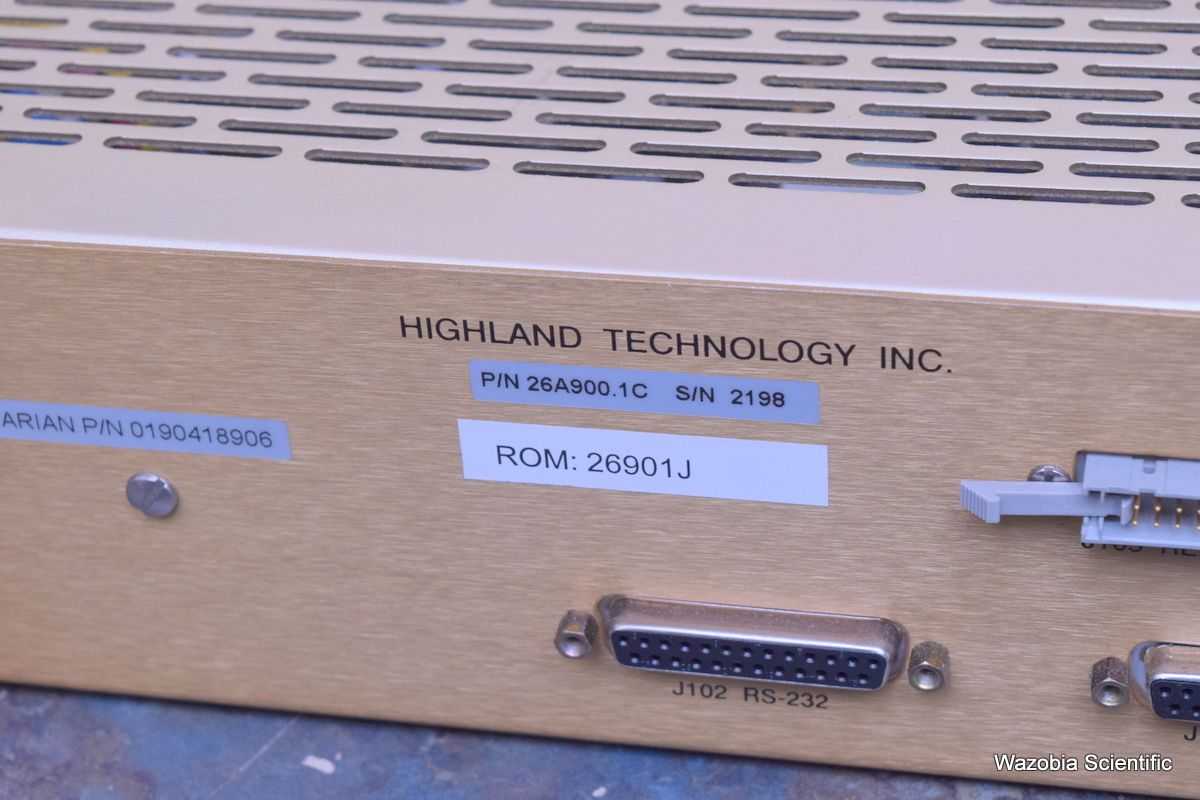 HIGHLAND TECHNOLOGY INC.
P/N 26A900.1C S/N 2198
ARIAN P/N 0190418906
ROM: 26901J
J102 RS-232
Wazobia Scientific